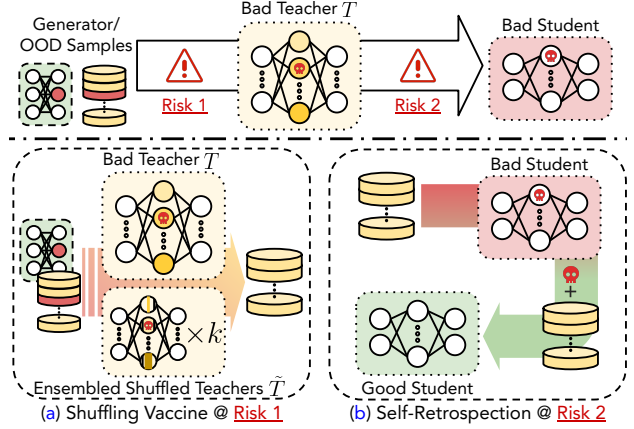 Generator/
OOD Samples
Bad Teacher T
Bad Student
Risk 1
Risk 2
Bad Teacher T
× k
Ensembled Shuffled Teachers T̃
(a) Shuffling Vaccine @ Risk 1
Bad Student
+
Good Student
(b) Self-Retrospection @ Risk 2